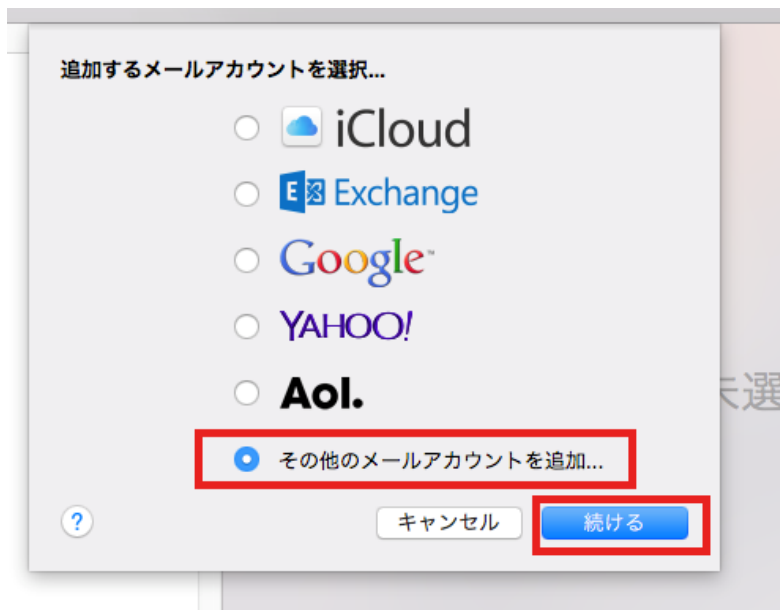 追加するメールアカウントを選択...
iCloud
E Exchange
Google™
YAHOO!
Aol.
その他のメールアカウントを追加...
? キャンセル 続ける
選